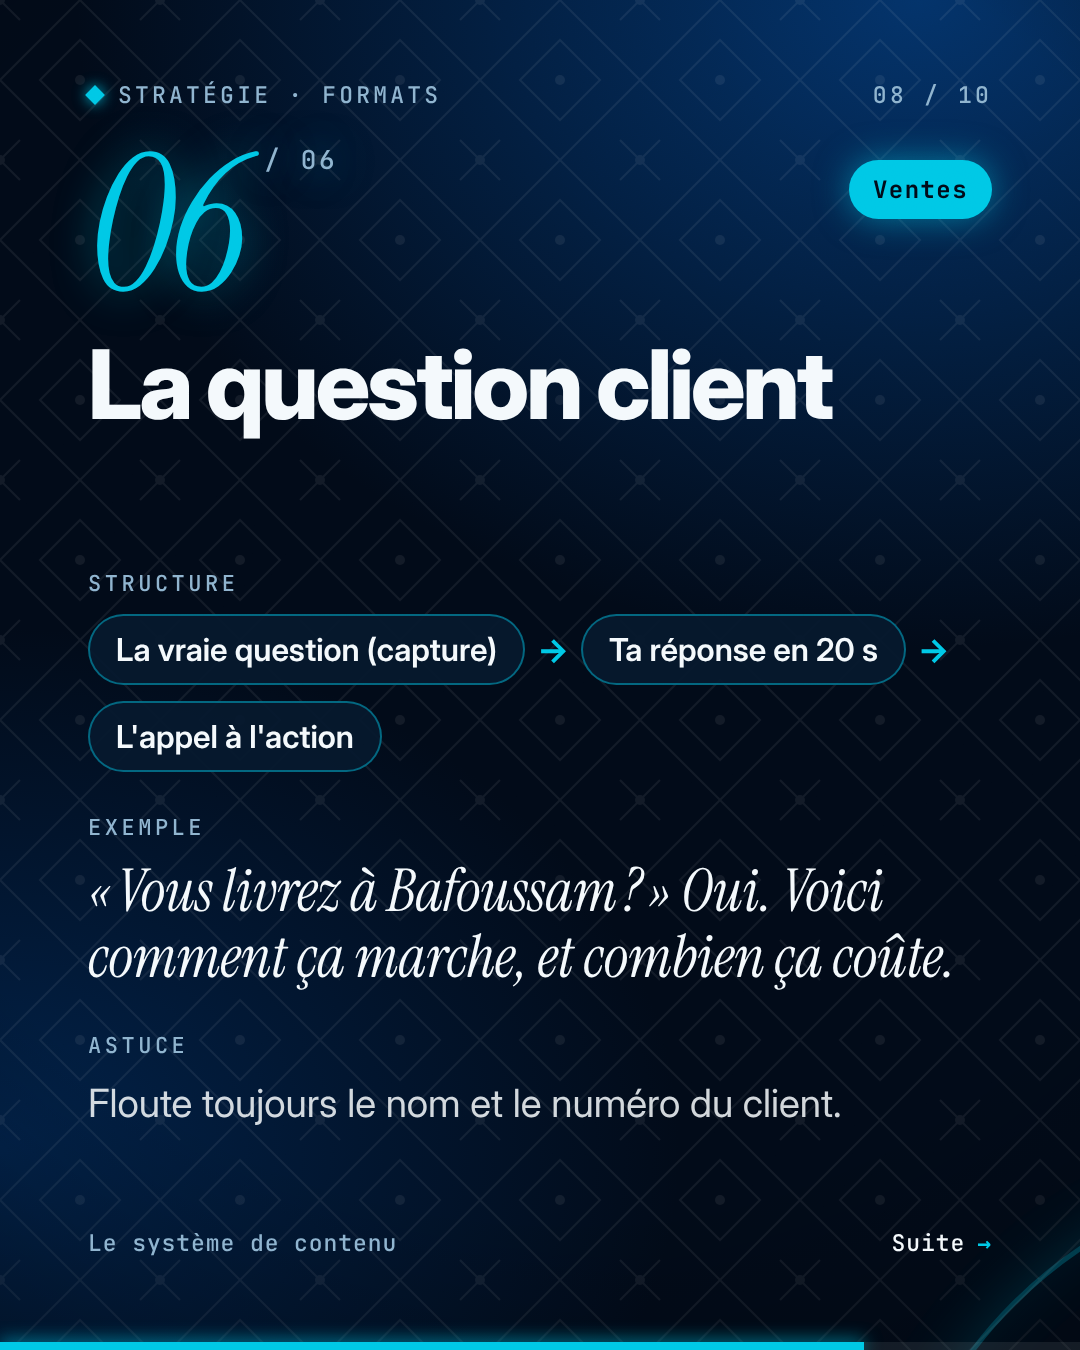 STRATÉGIE · FORMATS
08 / 10
06 / 06
Ventes
La question client
STRUCTURE
La vraie question (capture) → Ta réponse en 20 s →
L'appel à l'action
EXEMPLE
« Vous livrez à Bafoussam ? » Oui. Voici
comment ça marche, et combien ça coûte.
ASTUCE
Floute toujours le nom et le numéro du client.
Le système de contenu
Suite →